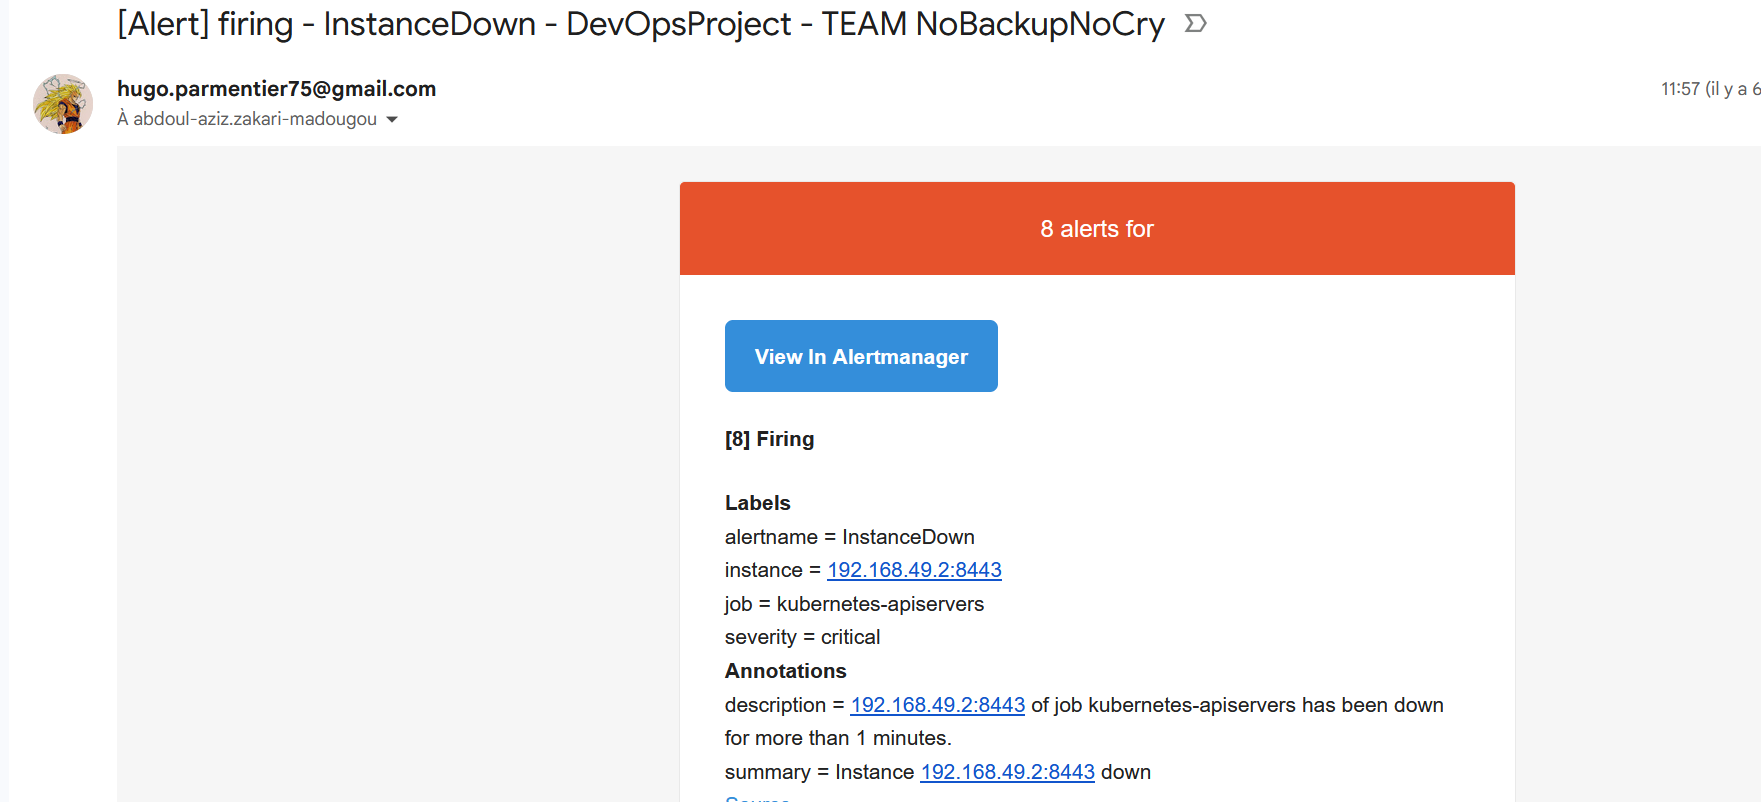 [Alert] firing - InstanceDown - DevOpsProject - TEAM NoBackupNoCry
hugo.parmentier75@gmail.com
11:57 (il y a 6
À abdoul-aziz.zakari-madougou
8 alerts for
View In Alertmanager
[8] Firing
Labels
alertname = InstanceDown
instance = 192.168.49.2:8443
job = kubernetes-apiservers
severity = critical
Annotations
description = 192.168.49.2:8443 of job kubernetes-apiservers has been down
for more than 1 minutes.
summary = Instance 192.168.49.2:8443 down